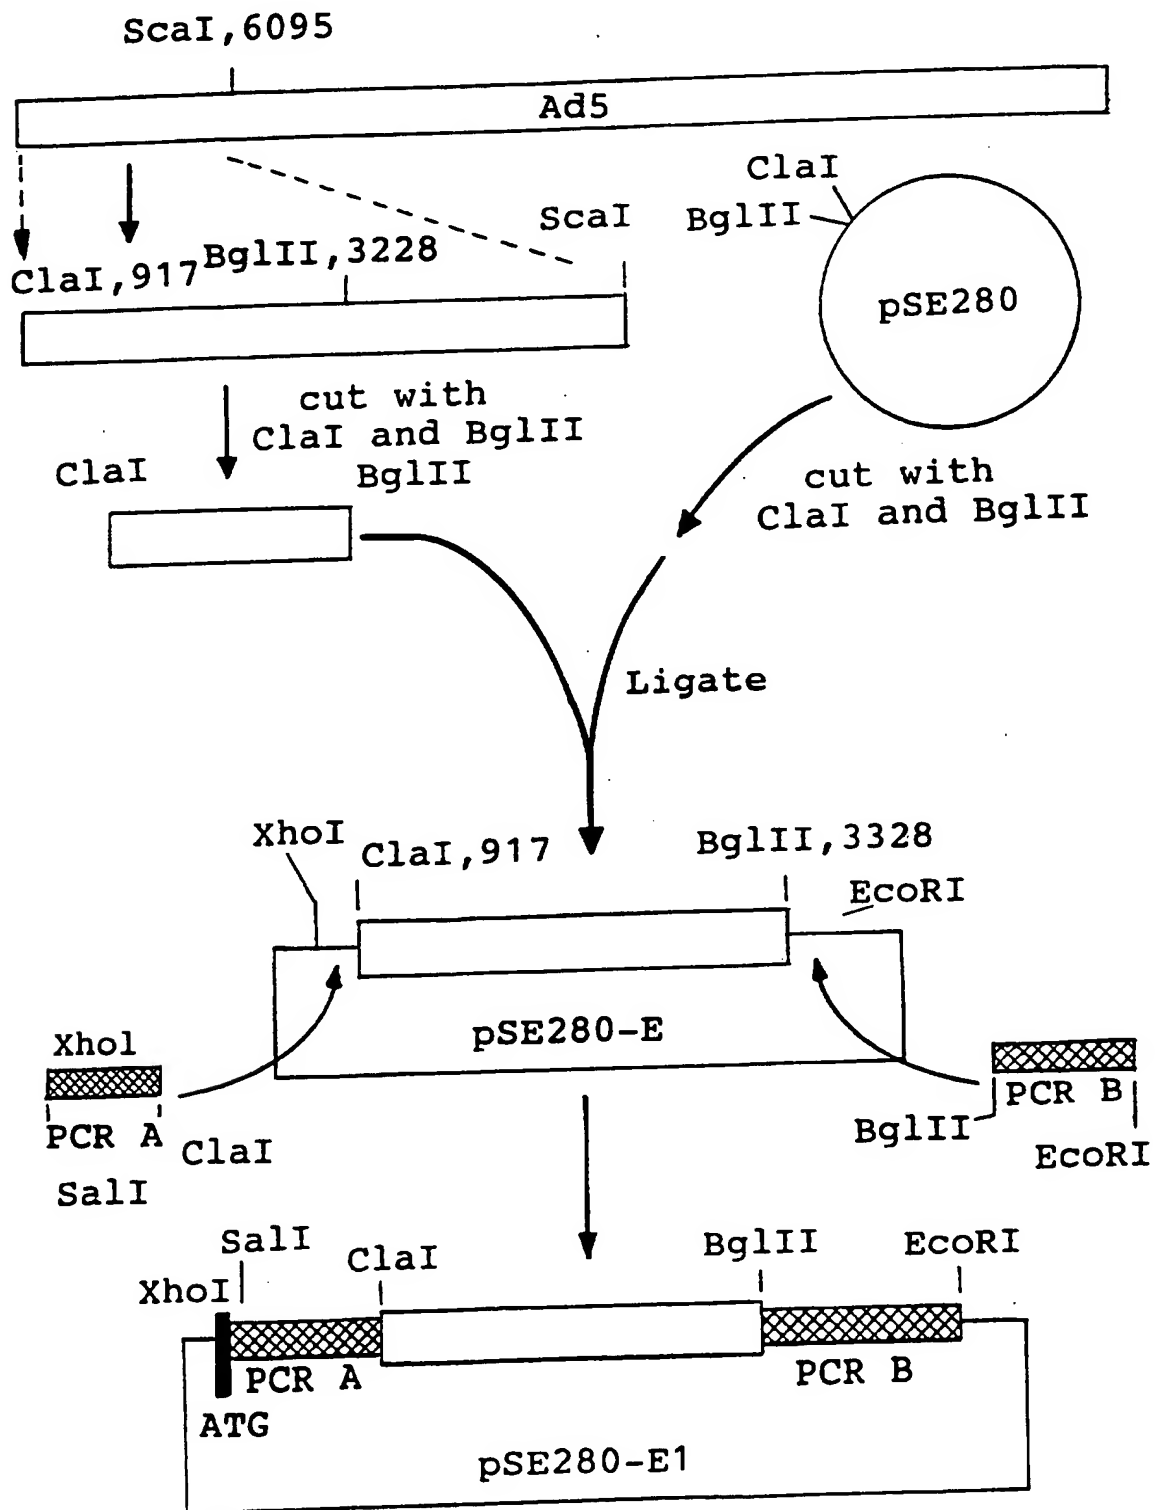 ScaI,6095
Ad5
ClaI
BglII
ScaI
ClaI,917
BglII,3228
pSE280
cut with
ClaI and BglII
ClaI
BglII
cut with
ClaI and BglII
Ligate
XhoI
ClaI,917
BglII,3328
EcoRI
pSE280-E
Xhol
PCR A
ClaI
SalI
PCR B
BglII
EcoRI
SalI
ClaI
BglII
EcoRI
XhoI
PCR A
PCR B
ATG
pSE280-E1